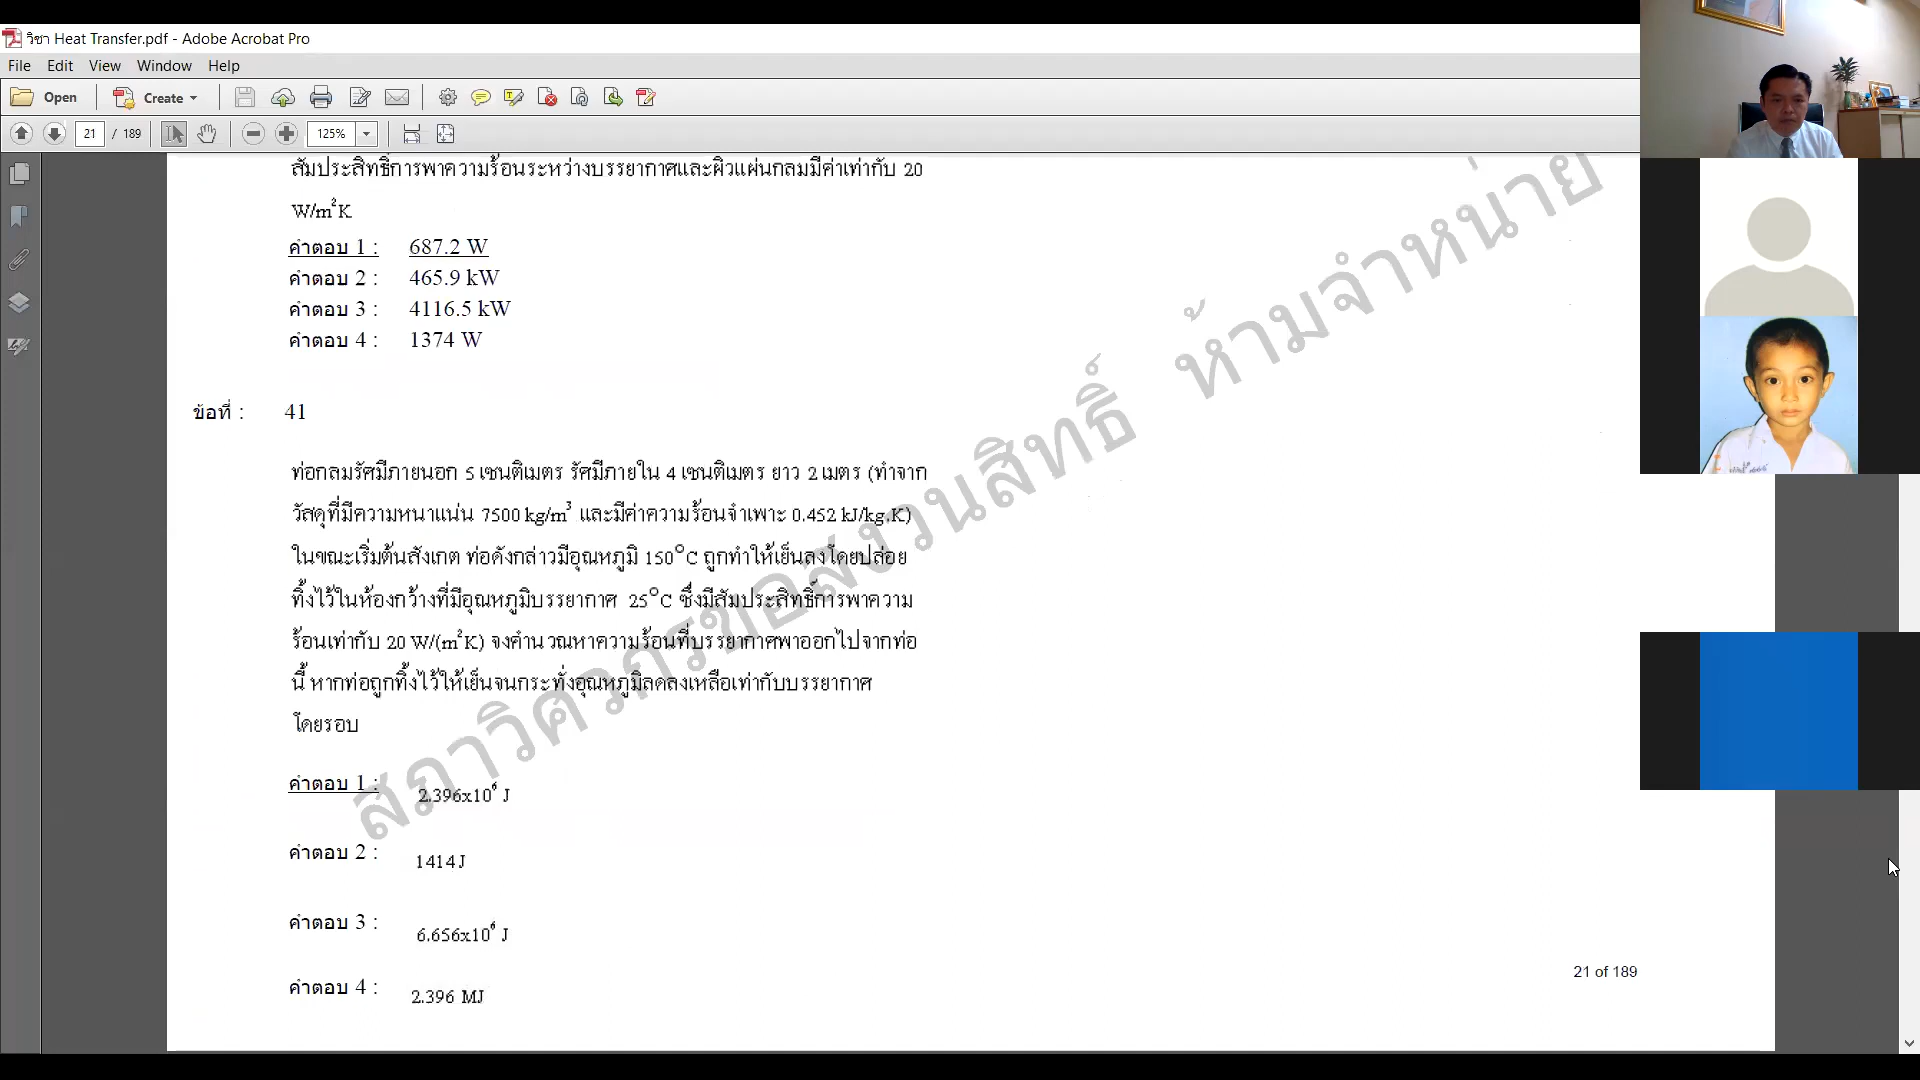 วิชา Heat Transfer.pdf - Adobe Acrobat Pro
File Edit View Window Help
Open Create
21 / 189 125%
สัมประสิทธิ์การพาความร้อนระหว่างบรรยากาศและผิวแผ่นกลมมีค่าเท่ากับ 20
W/m²K
คำตอบ 1 : 687.2 W
คำตอบ 2 : 465.9 kW
คำตอบ 3 : 4116.5 kW
คำตอบ 4 : 1374 W
ข้อที่ : 41
ท่อกลมรัศมีภายนอก 5 เซนติเมตร รัศมีภายใน 4 เซนติเมตร ยาว 2 เมตร (ทำจาก
วัสดุที่มีความหนาแน่น 7500 kg/m³ และมีค่าความร้อนจำเพาะ 0.452 kJ/kg.K)
ในขณะเริ่มต้นสังเกต ท่อดังกล่าวมีอุณหภูมิ 150°C ถูกทำให้เย็นลงโดยปล่อย
ทิ้งไว้ในห้องกว้างที่มีอุณหภูมิบรรยากาศ 25°C ซึ่งมีสัมประสิทธิ์การพาความ
ร้อนเท่ากับ 20 W/(m²K) จงคำนวณหาความร้อนที่บรรยากาศพาออกไปจากท่อ
นี้ หากท่อถูกทิ้งไว้ให้เย็นจนกระทั่งอุณหภูมิลดลงเหลือเท่ากับบรรยากาศ
โดยรอบ
คำตอบ 1 : 2.396x10⁶ J
คำตอบ 2 : 1414 J
คำตอบ 3 : 6.656x10⁶ J
คำตอบ 4 : 2.396 MJ
21 of 189
สภาวิศวกรขอสงวนสิทธิ์ ห้ามจำหน่าย